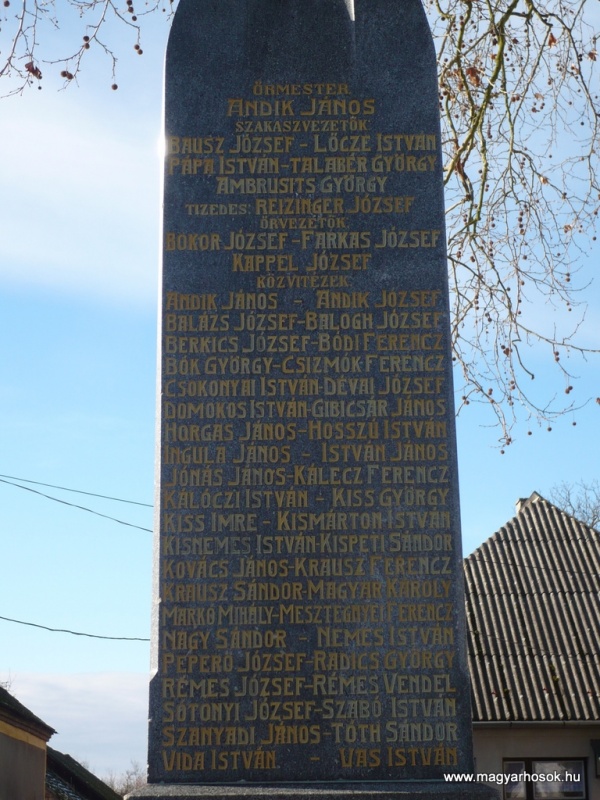 ŐRMESTER
ANDIK JÁNOS
SZAKASZVEZETŐK
BAUSZ JÓZSEF - LŐCZE ISTVÁN
PÁPA ISTVÁN - TALABÉR GYÖRGY
AMBRUSITS GYÖRGY
TIZEDES: REIZINGER JÓZSEF
ŐRVEZETŐK
BOKOR JÓZSEF - FARKAS JÓZSEF
KAPPEL JÓZSEF
KÖZVITÉZEK
ANDIK JÁNOS - ANDIK JÓZSEF
BALÁZS JÓZSEF - BALOGH JÓZSEF
BERKICS JÓZSEF - BÓDI FERENCZ
BÓK GYÖRGY - CSIZMÓK FERENCZ
CSOKONYAI ISTVÁN - DÉVAI JÓZSEF
DOMOKOS ISTVÁN - GIBICSÁR JÁNOS
HORGAS JÁNOS - HOSSZÚ ISTVÁN
INGULA JÁNOS - ISTVÁN JÁNOS
JÓNÁS JÁNOS - KÁLECZ FERENCZ
KÁLÓCZI ISTVÁN - KISS GYÖRGY
KISS IMRE - KISMÁRTON ISTVÁN
KISNEMES ISTVÁN - KISPETI SÁNDOR
KOVÁCS JÁNOS - KRAUSZ FERENCZ
KRAUSZ SÁNDOR - MAGYAR KÁROLY
MARKÓ MIHÁLY - MESZTEGNYEI FERENCZ
NAGY SÁNDOR - NEMES ISTVÁN
PEPERŐ JÓZSEF - RADICS GYÖRGY
RÉMES JÓZSEF - RÉMES VENDEL
SÓTONYI JÓZSEF - SZABÓ ISTVÁN
SZANYADI JÁNOS - TÓTH SÁNDOR
VIDA ISTVÁN. - VAS ISTVÁN
www.magyarhosok.hu